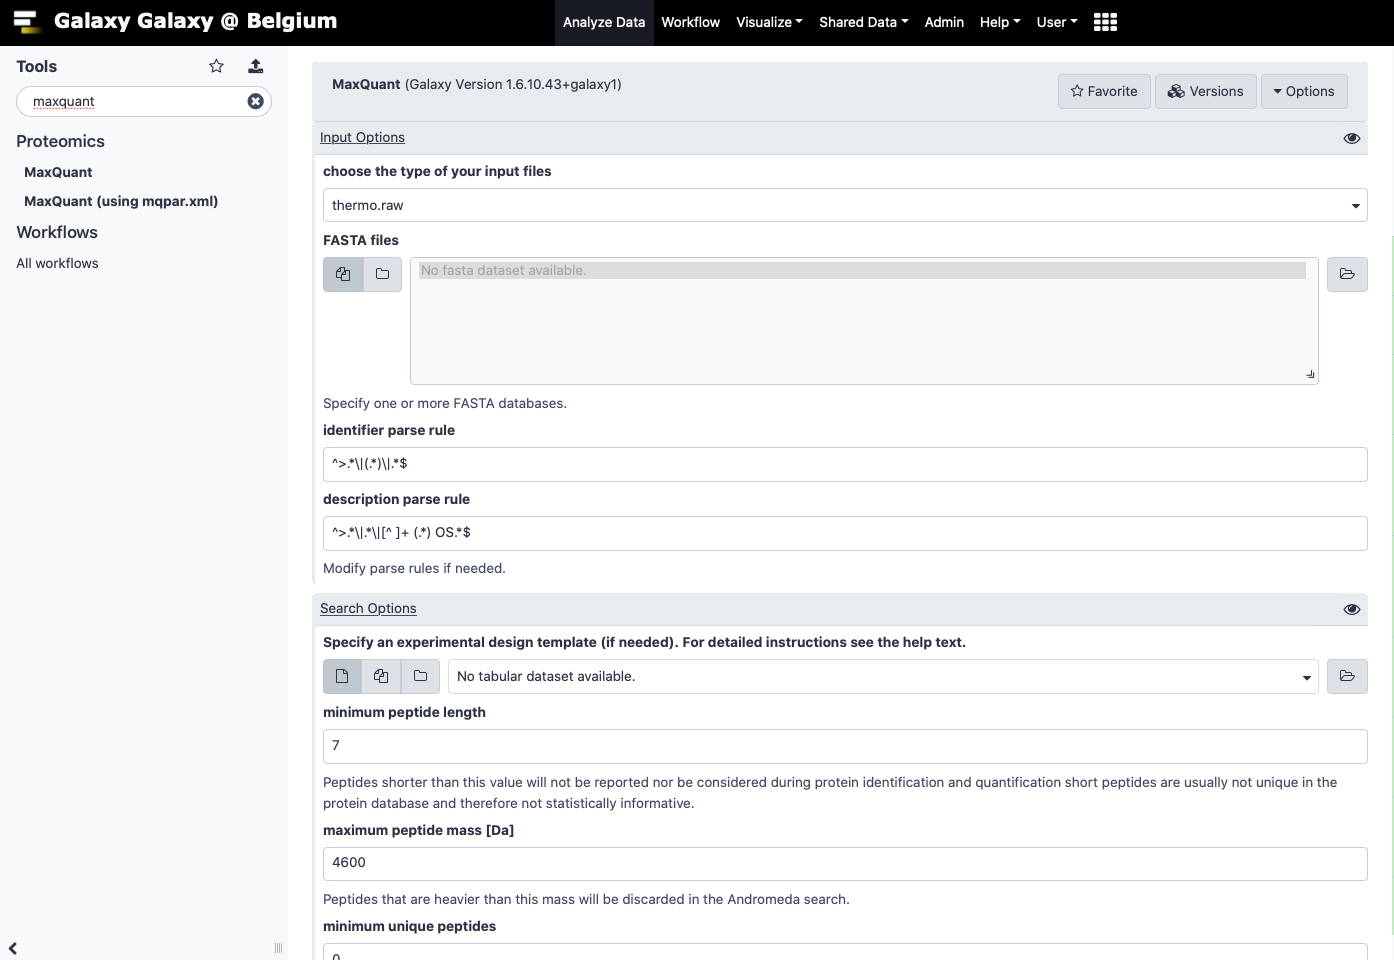 Galaxy Galaxy @ Belgium
Analyze Data Workflow Visualize Shared Data Admin Help User
Tools
maxquant
Proteomics
MaxQuant
MaxQuant (using mqpar.xml)
Workflows
All workflows
MaxQuant (Galaxy Version 1.6.10.43+galaxy1)
Favorite Versions Options
Input Options
choose the type of your input files
thermo.raw
FASTA files
No fasta dataset available.
Specify one or more FASTA databases.
identifier parse rule
^>.*\|(.*)\|.*$
description parse rule
^>.*\|.*\|[^ ]+ (.*) OS.*$
Modify parse rules if needed.
Search Options
Specify an experimental design template (if needed). For detailed instructions see the help text.
No tabular dataset available.
minimum peptide length
7
Peptides shorter than this value will not be reported nor be considered during protein identification and quantification short peptides are usually not unique in the
protein database and therefore not statistically informative.
maximum peptide mass [Da]
4600
Peptides that are heavier than this mass will be discarded in the Andromeda search.
minimum unique peptides
0